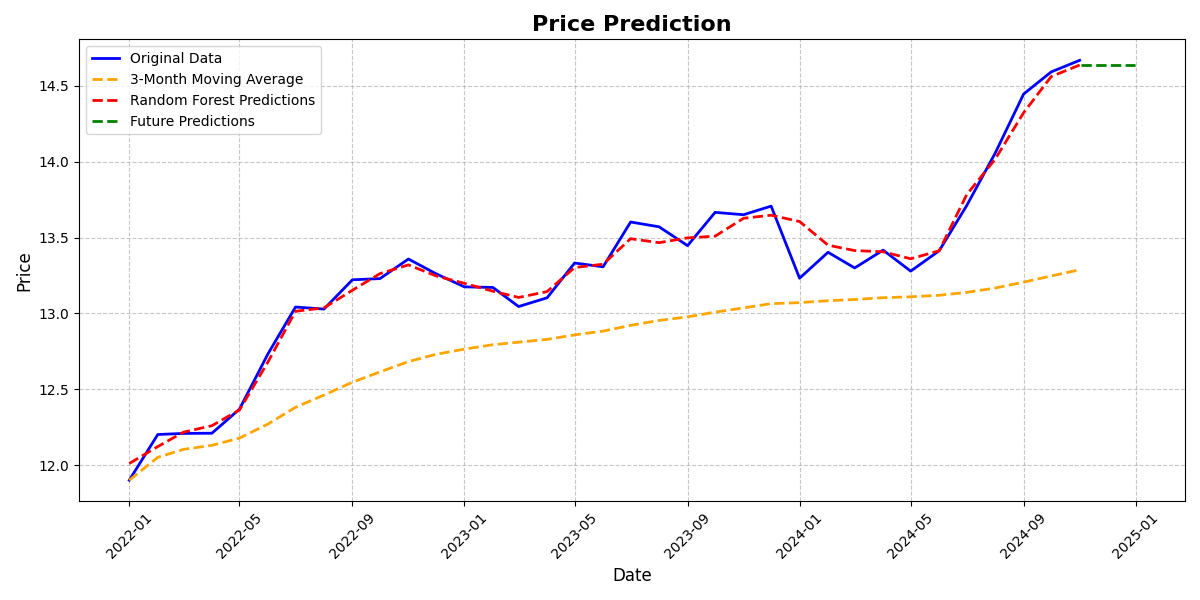 Price Prediction
Original Data
3-Month Moving Average
Random Forest Predictions
Future Predictions
14.5
14.0
13.5
13.0
12.5
12.0
Price
2022-01
2022-05
2022-09
2023-01
2023-05
2023-09
2024-01
2024-05
2024-09
2025-01
Date